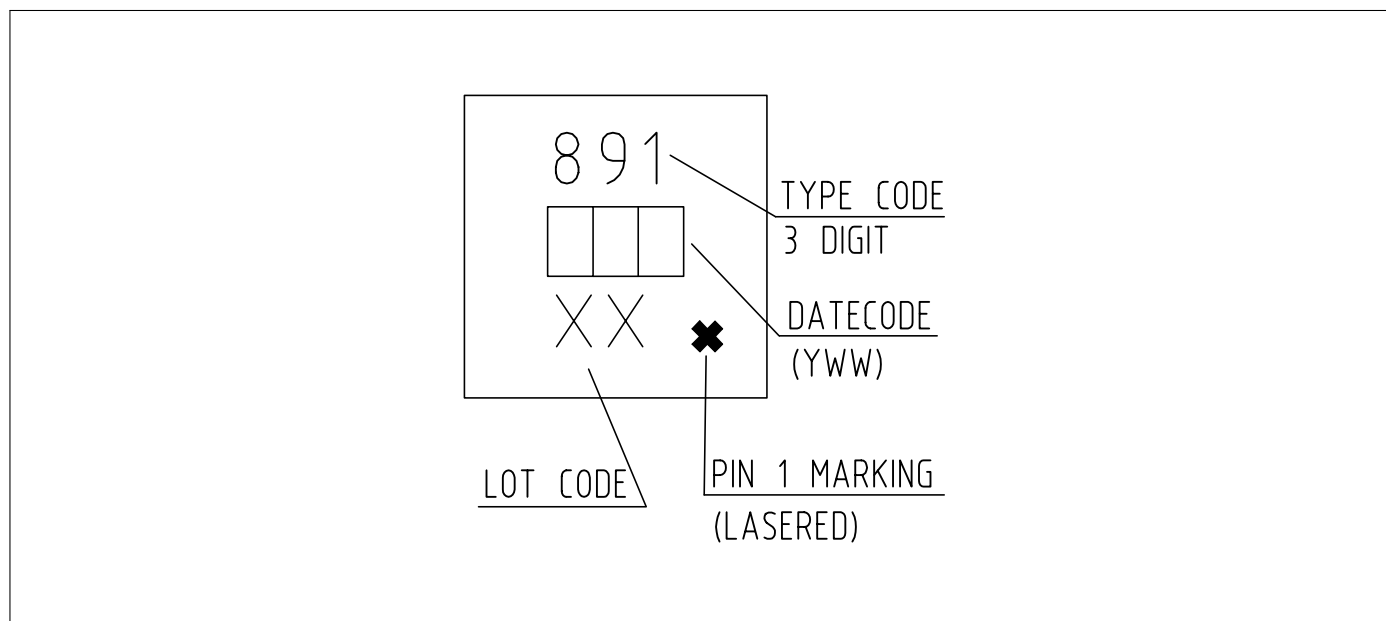 891
TYPE CODE
3 DIGIT
XX
DATECODE
(YWW)
LOT CODE
PIN 1 MARKING
(LASERED)